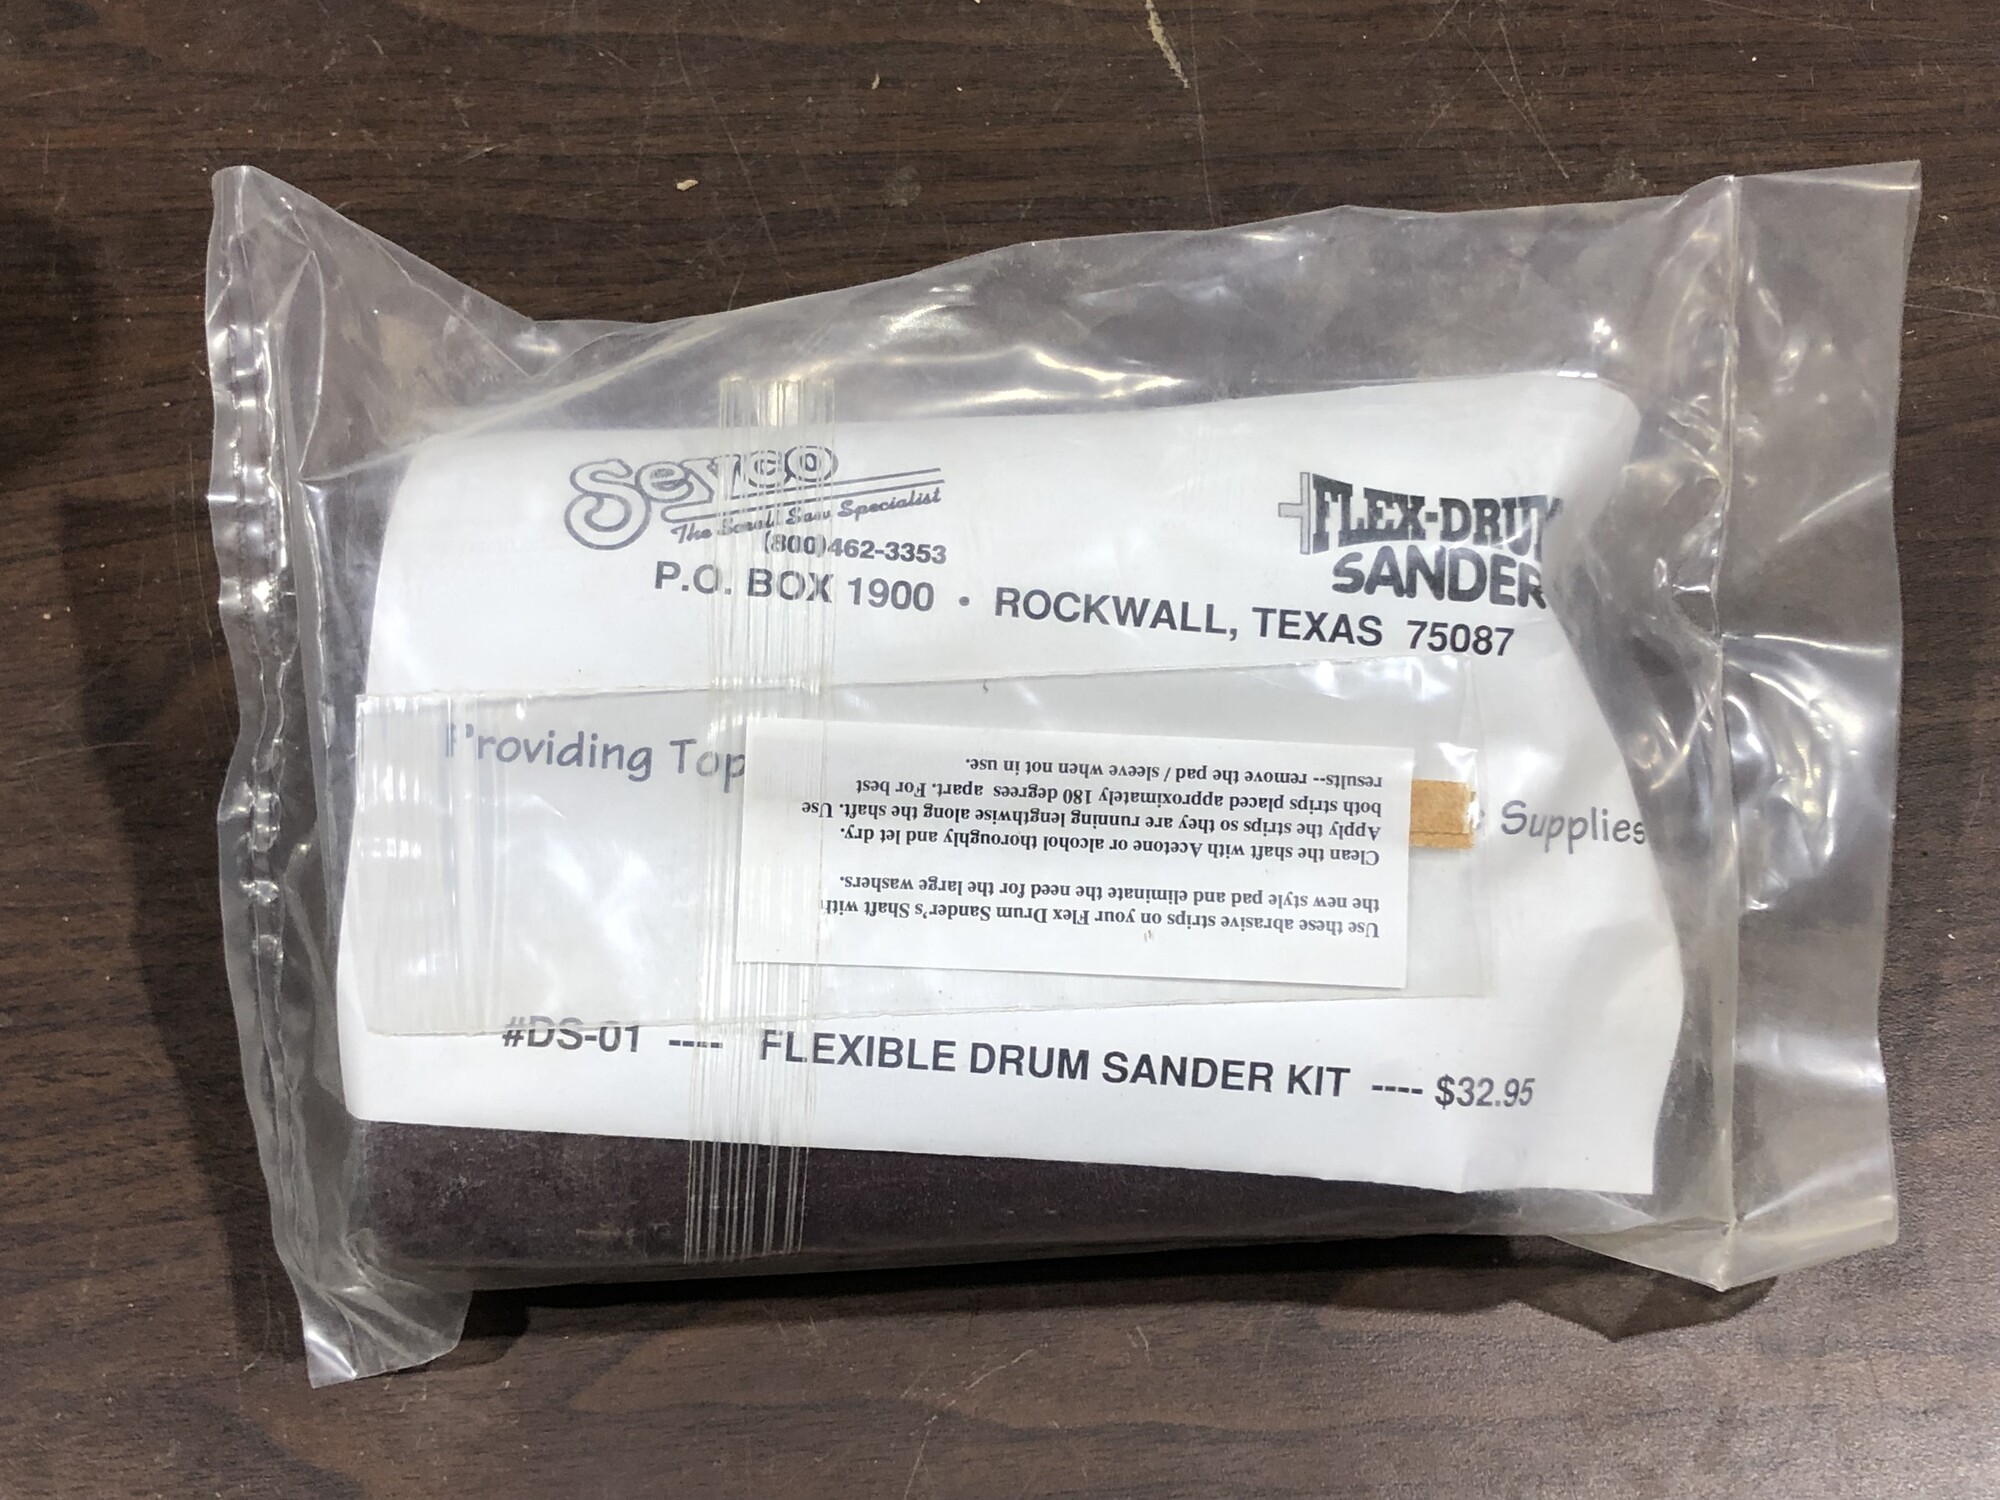 Seyco
The Scroll Saw Specialist
(800)462-3353
FLEX-DRUM
SANDER
P.O. BOX 1900 • ROCKWALL, TEXAS 75087
Providing Top Supplies
Use these abrasive strips on your Flex Drum Sander's Shaft with
the new style pad and eliminate the need for the large washers.
Clean the shaft with Acetone or alcohol thoroughly and let dry.
Apply the strips so they are running lengthwise along the shaft. Use
both strips placed approximately 180 degrees apart. For best
results-- remove the pad / sleeve when not in use.
#DS-01 ---- FLEXIBLE DRUM SANDER KIT ---- $32.95